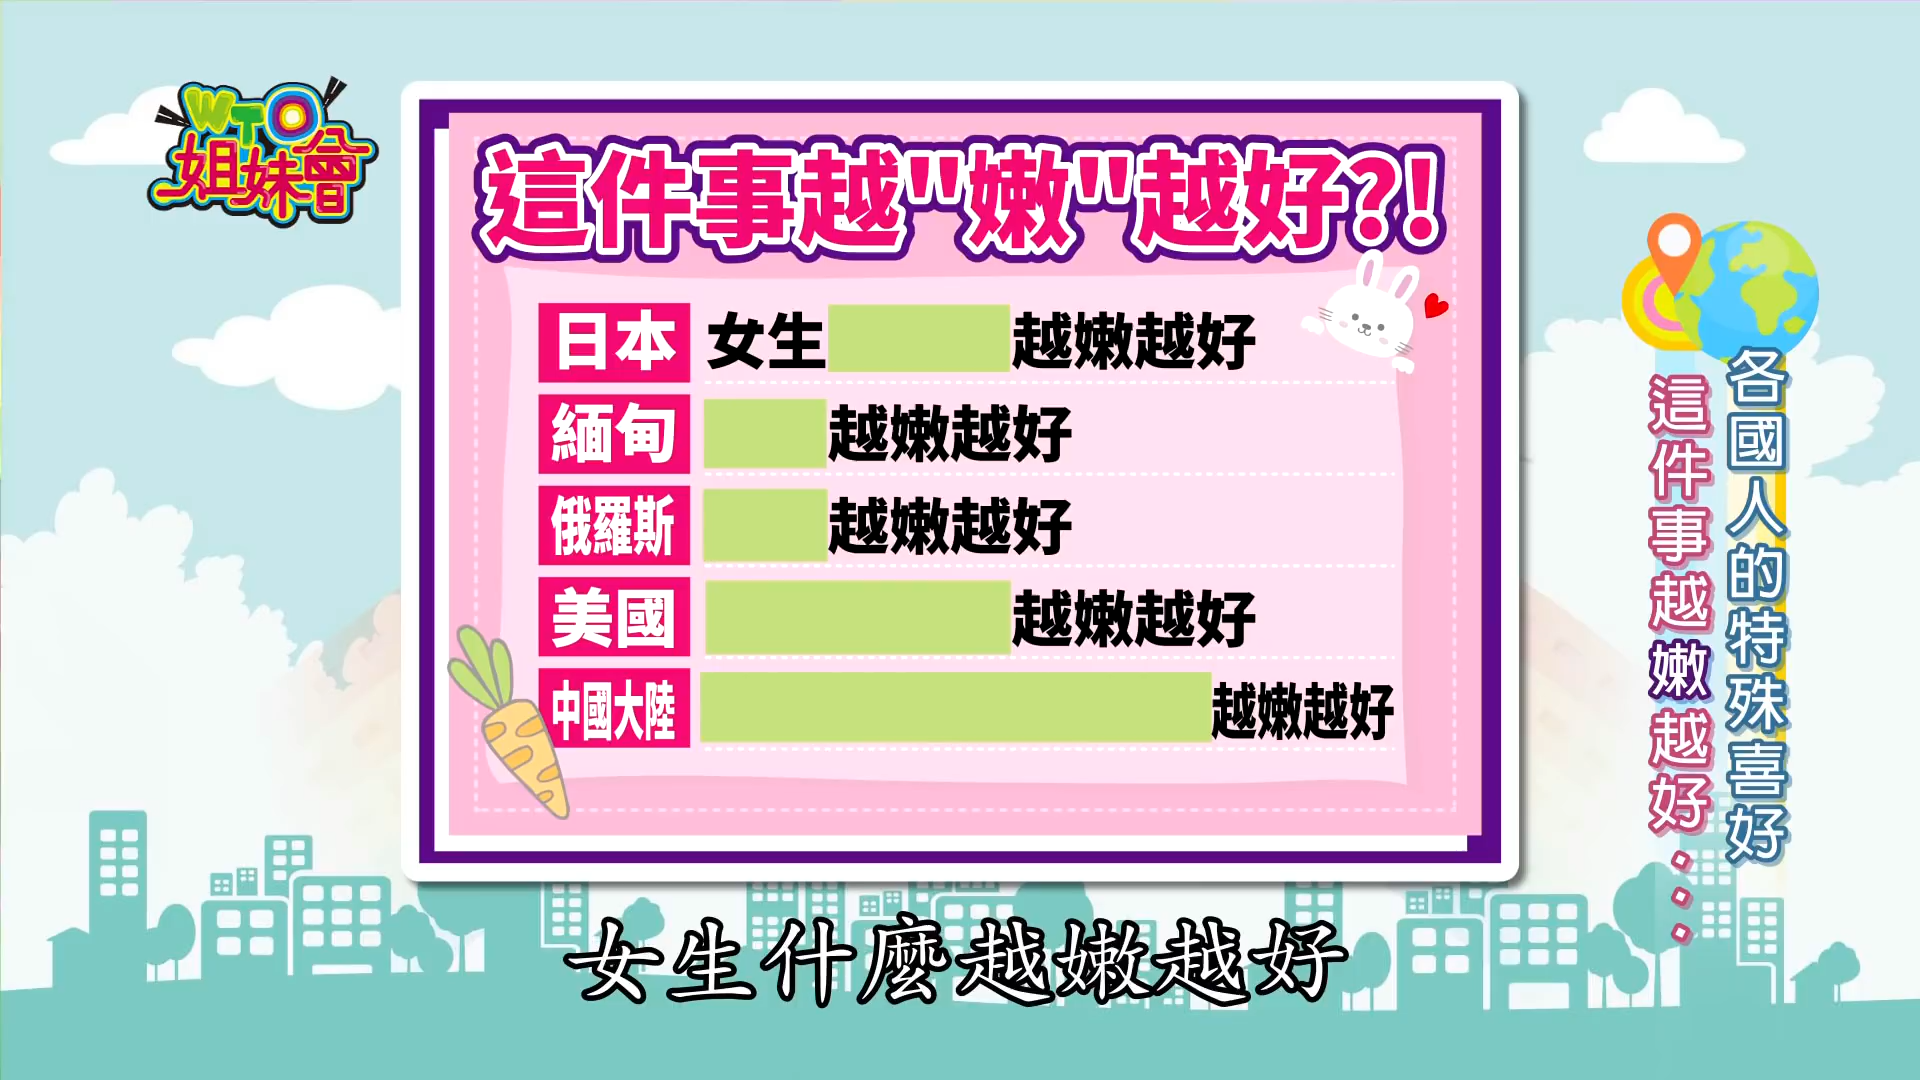 WTO
姐妹會
這件事越"嫩"越好?!
日本 女生 越嫩越好
緬甸 越嫩越好
俄羅斯 越嫩越好
美國 越嫩越好
中國大陸 越嫩越好
各國人的特殊喜好
這件事越嫩越好...
女生什麼越嫩越好